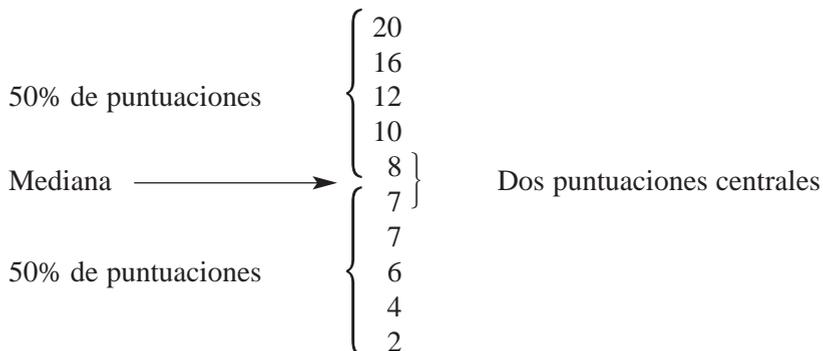 20
16
50% de puntuaciones 12
10
8
Mediana Dos puntuaciones centrales
7
7
50% de puntuaciones 6
4
2